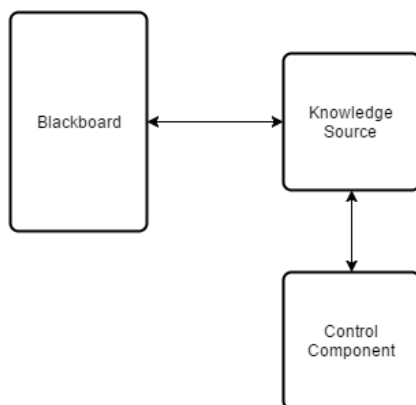 Blackboard
Knowledge
Source
Control
Component